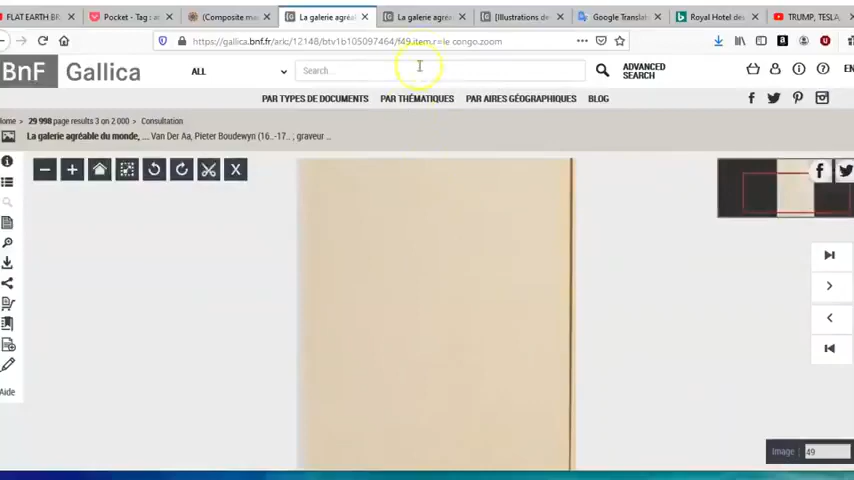 FLAT EARTH BR
Pocket - Tag : a
(Composite ma
La galerie agréal
La galerie agréa
[Illustrations de
Google Translat
Royal Hotel des
TRUMP, TESLA,
https://gallica.bnf.fr/ark:/12148/btv1b105097464/f49.item.r=le congo.zoom
BnF Gallica
ALL
Search...
ADVANCED SEARCH
EN
PAR TYPES DE DOCUMENTS PAR THÉMATIQUES PAR AIRES GÉOGRAPHIQUES BLOG
Home > 29 998 page results 3 on 2 000 > Consultation
La galerie agréable du monde, .... Van Der Aa, Pieter Boudewyn (16..-17.. ; graveur ...
X
Aide
Image 49